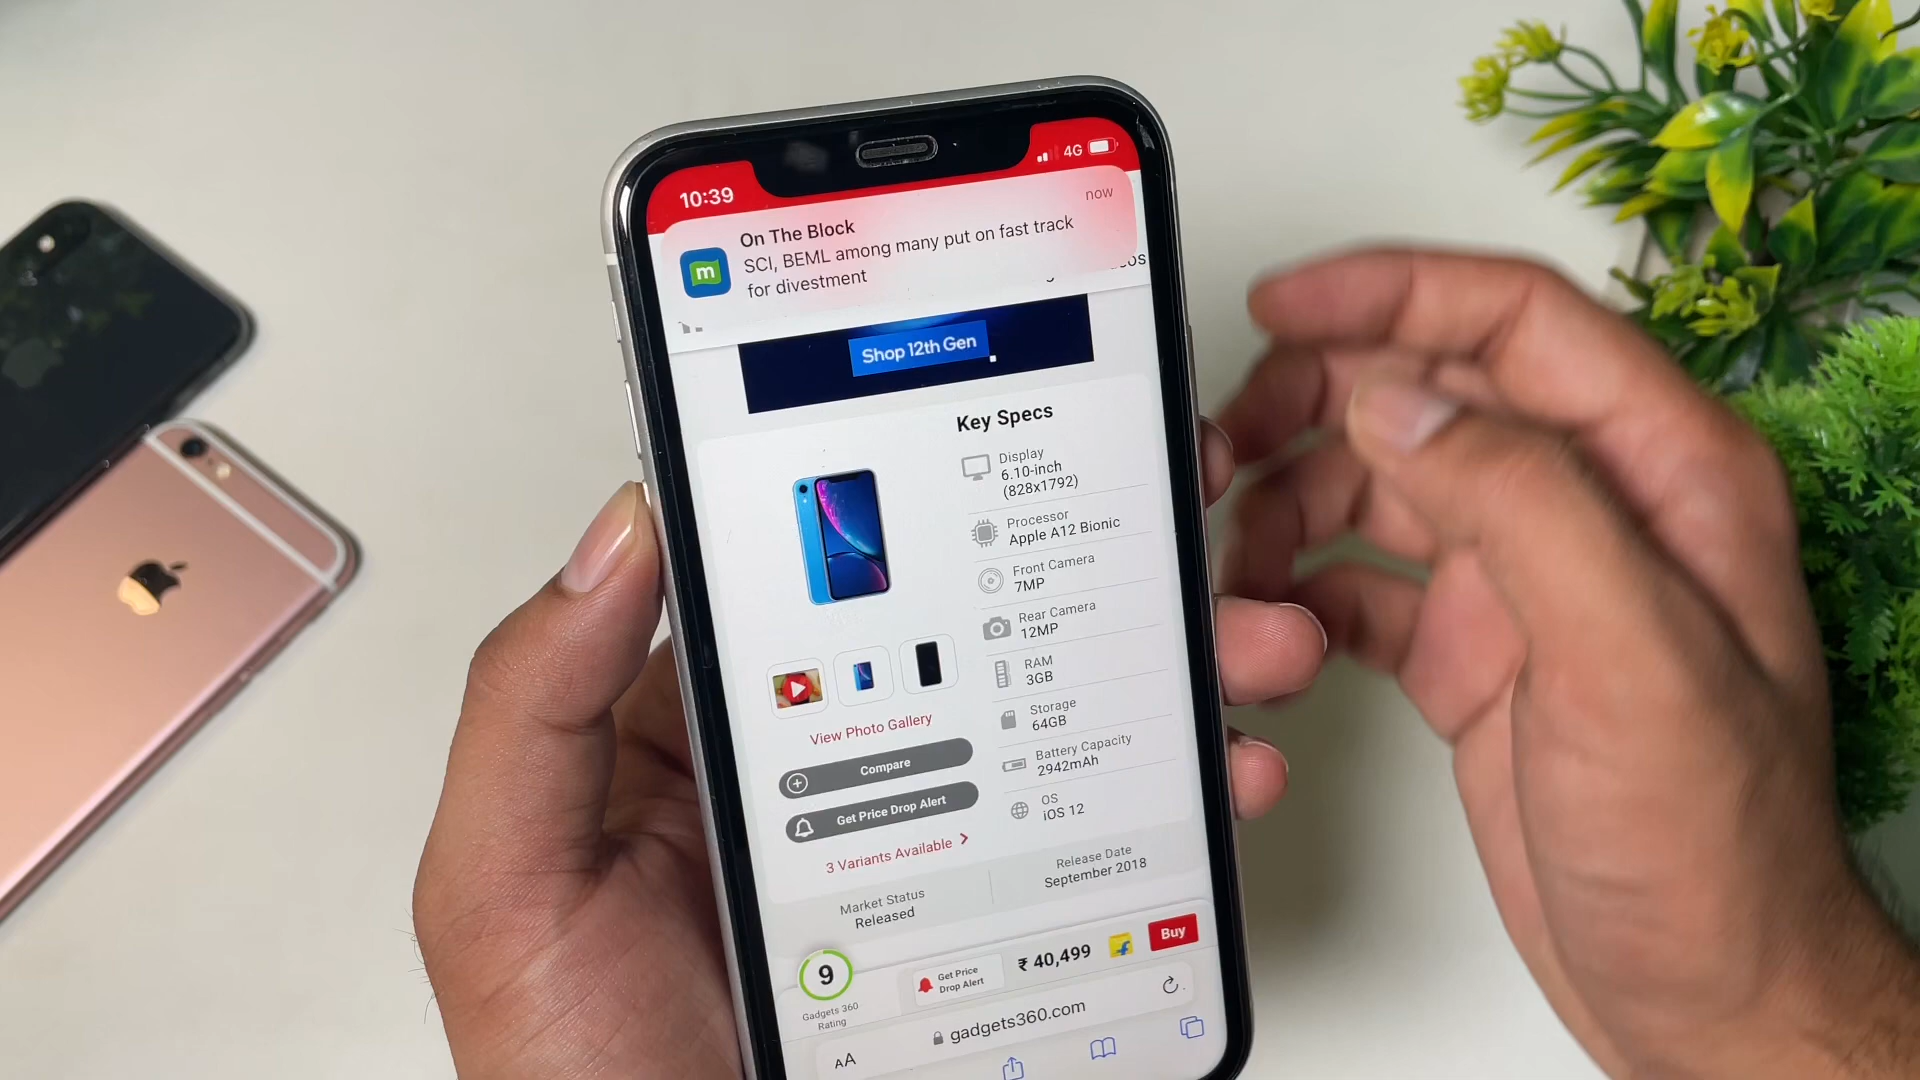 10:39
4G
On The Block
now
SCI, BEML among many put on fast track
for divestment
Shop 12th Gen
Key Specs
Display
6.10-inch
(828x1792)
Processor
Apple A12 Bionic
Front Camera
7MP
Rear Camera
12MP
RAM
3GB
Storage
64GB
Battery Capacity
2942mAh
OS
iOS 12
View Photo Gallery
Compare
Get Price Drop Alert
3 Variants Available
Market Status
Released
Release Date
September 2018
9
Gadgets 360
Rating
Get Price
Drop Alert
₹ 40,499
Buy
AA
gadgets360.com